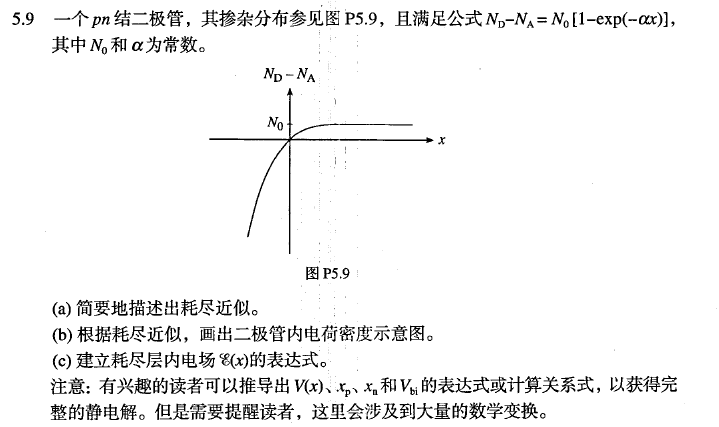 5.9 一个 pn 结二极管，其掺杂分布参见图 P5.9，且满足公式 N_D−N_A = N_0 [1−exp(−αx)]，
其中 N_0 和 α 为常数。
N_D − N_A
N_0
x
图 P5.9
(a) 简要地描述出耗尽近似。
(b) 根据耗尽近似，画出二极管内电荷密度示意图。
(c) 建立耗尽层内电场 ℰ(x)的表达式。
注意：有兴趣的读者可以推导出 V(x)、x_p、x_n 和 V_bi 的表达式或计算关系式，以获得完
整的静电解。但是需要提醒读者，这里会涉及到大量的数学变换。